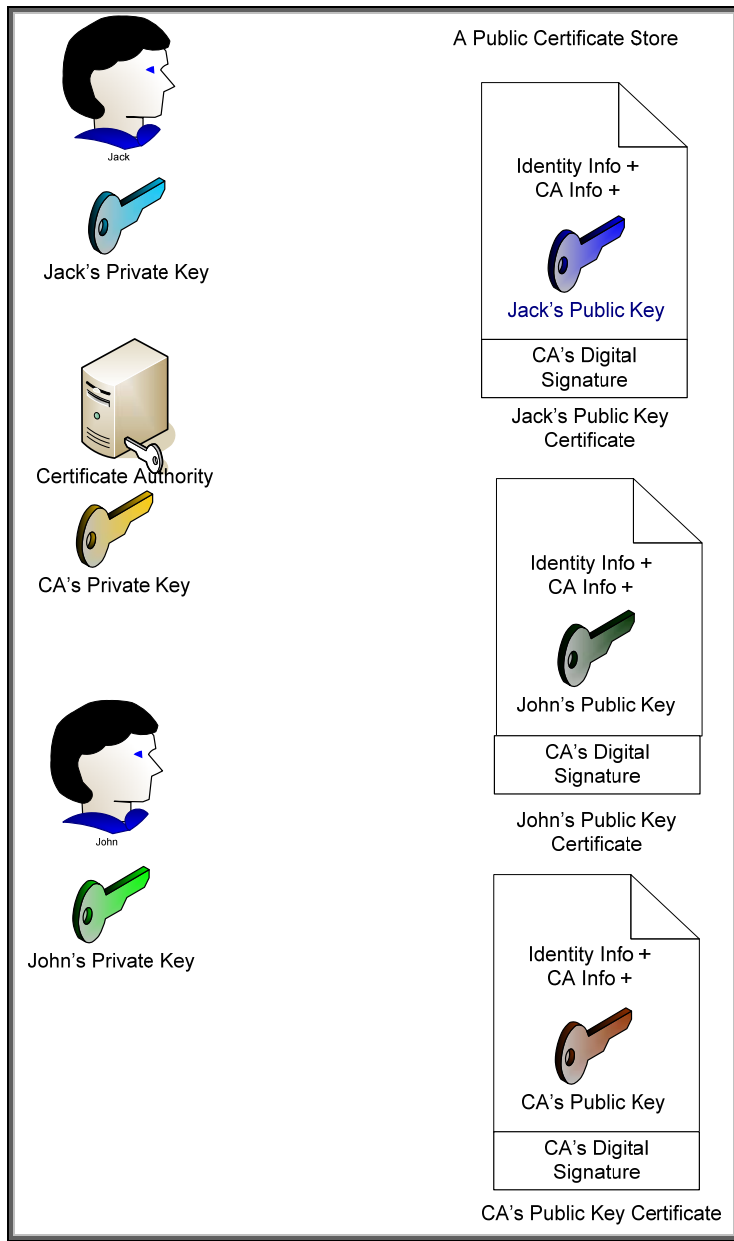 A Public Certificate Store
Jack
Jack's Private Key
Identity Info +
CA Info +
Jack's Public Key
CA's Digital
Signature
Jack's Public Key
Certificate
Certificate Authority
CA's Private Key
Identity Info +
CA Info +
John's Public Key
CA's Digital
Signature
John's Public Key
Certificate
John
John's Private Key
Identity Info +
CA Info +
CA's Public Key
CA's Digital
Signature
CA's Public Key Certificate